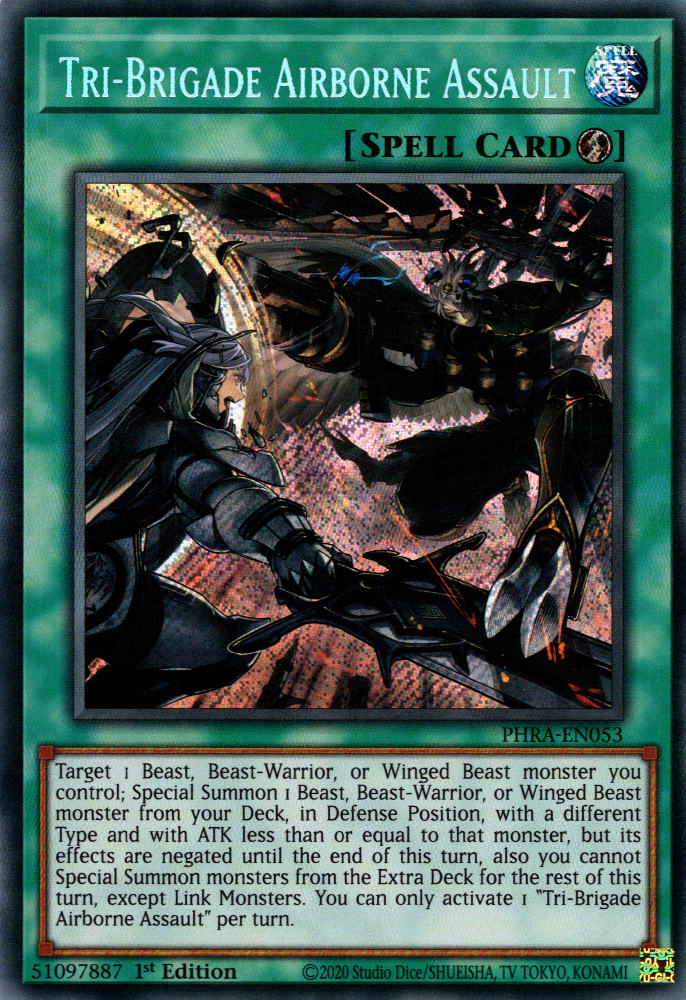 TRI-BRIGADE AIRBORNE ASSAULT
SPELL
魔
[SPELL CARD]
PHRA-EN053
Target 1 Beast, Beast-Warrior, or Winged Beast monster you
control; Special Summon 1 Beast, Beast-Warrior, or Winged Beast
monster from your Deck, in Defense Position, with a different
Type and with ATK less than or equal to that monster, but its
effects are negated until the end of this turn, also you cannot
Special Summon monsters from the Extra Deck for the rest of this
turn, except Link Monsters. You can only activate 1 "Tri-Brigade
Airborne Assault" per turn.
51097887 1st Edition ©2020 Studio Dice/SHUEISHA, TV TOKYO, KONAMI